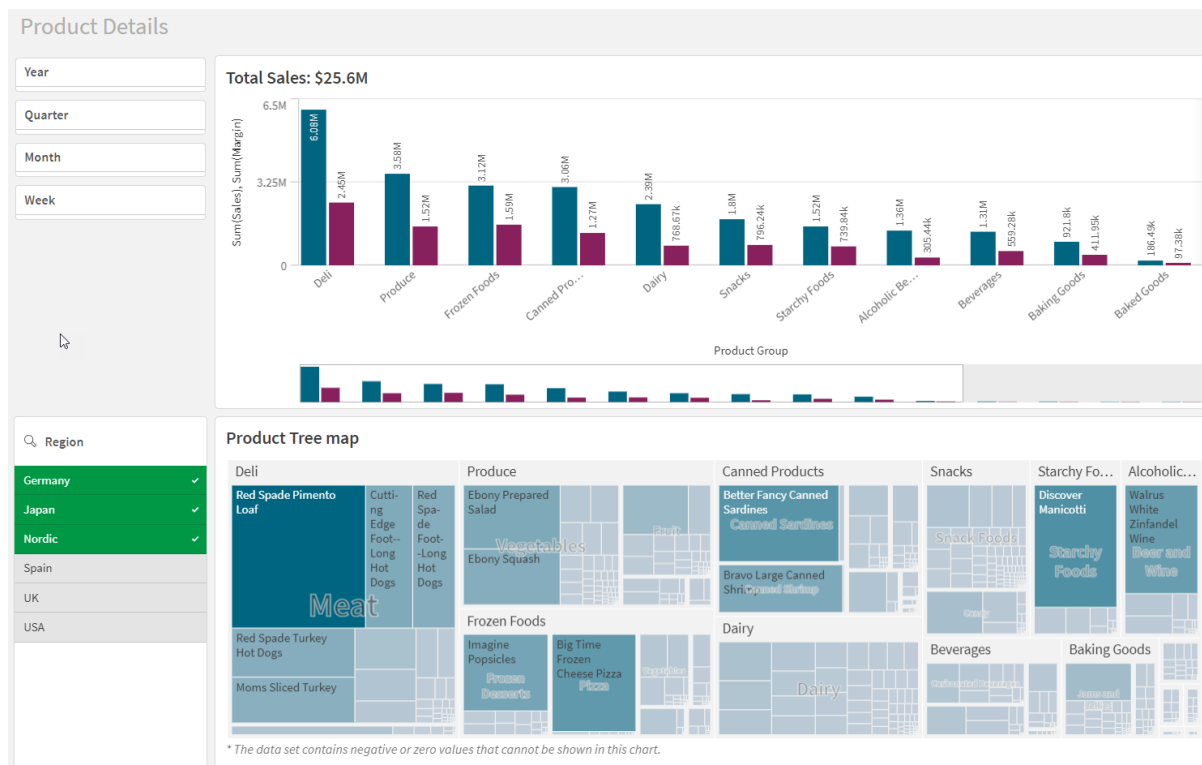 Product Details
Year
Quarter
Month
Week
Total Sales: $25.6M
Sum(Sales), Sum(Margin)
6.5M
3.25M
0
6.08M
2.45M
3.58M
1.52M
3.12M
1.59M
3.06M
1.27M
2.39M
768.67k
1.8M
796.24k
1.52M
739.84k
1.36M
305.44k
1.31M
559.28k
921.8k
411.95k
186.49k
97.38k
Deli
Produce
Frozen Foods
Canned Pro...
Dairy
Snacks
Starchy Foods
Alcoholic Be...
Beverages
Baking Goods
Baked Goods
Product Group
Region
Germany
Japan
Nordic
Spain
UK
USA
Product Tree map
Deli
Red Spade Pimento
Loaf
Cutti-
ng
Edge
Foot--
Long
Hot
Dogs
Red
Spa-
de
Foot-
-Long
Hot
Dogs
Meat
Red Spade Turkey
Hot Dogs
Moms Sliced Turkey
Produce
Ebony Prepared
Salad
Vegetables
Ebony Squash
Fruit
Frozen Foods
Imagine
Popsicles
Frozen
Desserts
Big Time
Frozen
Cheese Pizza
Pizza
Vegetables
Canned Products
Better Fancy Canned
Sardines
Canned Sardines
Bravo Large Canned
Shrimp
Canned Shrimp
Dairy
Dairy
Snacks
Snack Foods
Candy
Starchy Fo...
Discover
Manicotti
Starchy
Foods
Alcoholic...
Walrus
White
Zinfandel
Wine
Beer and
Wine
Beverages
Carbonated Beverages
Baking Goods
Jams and
* The data set contains negative or zero values that cannot be shown in this chart.